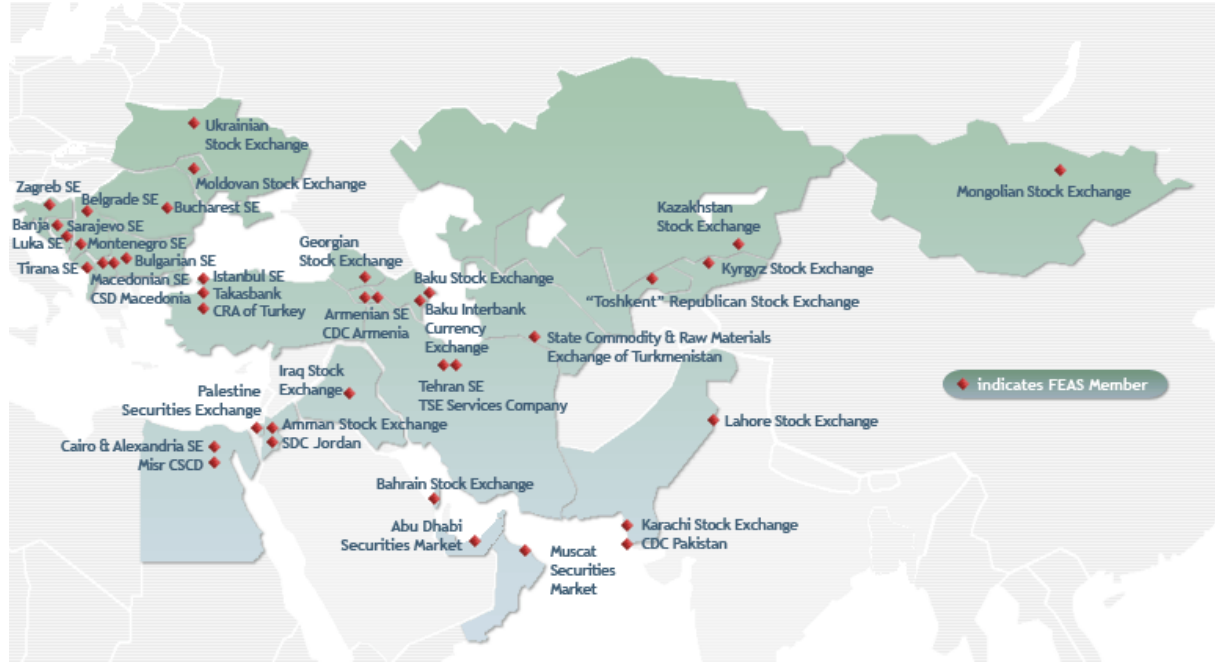 Ukrainian
Stock Exchange
Moldovan Stock Exchange
Mongolian Stock Exchange
Zagreb SE
Belgrade SE
Bucharest SE
Kazakhstan
Stock Exchange
Banja
Luka SE
Sarajevo SE
Montenegro SE
Georgian
Stock Exchange
Bulgarian SE
Tirana SE
Kyrgyz Stock Exchange
Macedonian SE
CSD Macedonia
Istanbul SE
Takasbank
CRA of Turkey
Baku Stock Exchange
"Toshkent" Republican Stock Exchange
Armenian SE
CDC Armenia
Baku Interbank
Currency
Exchange
State Commodity & Raw Materials
Exchange of Turkmenistan
Iraq Stock
Exchange
Tehran SE
TSE Services Company
indicates FEAS Member
Palestine
Securities Exchange
Amman Stock Exchange
SDC Jordan
Lahore Stock Exchange
Cairo & Alexandria SE
Misr CSCD
Bahrain Stock Exchange
Abu Dhabi
Securities Market
Karachi Stock Exchange
CDC Pakistan
Muscat
Securities
Market